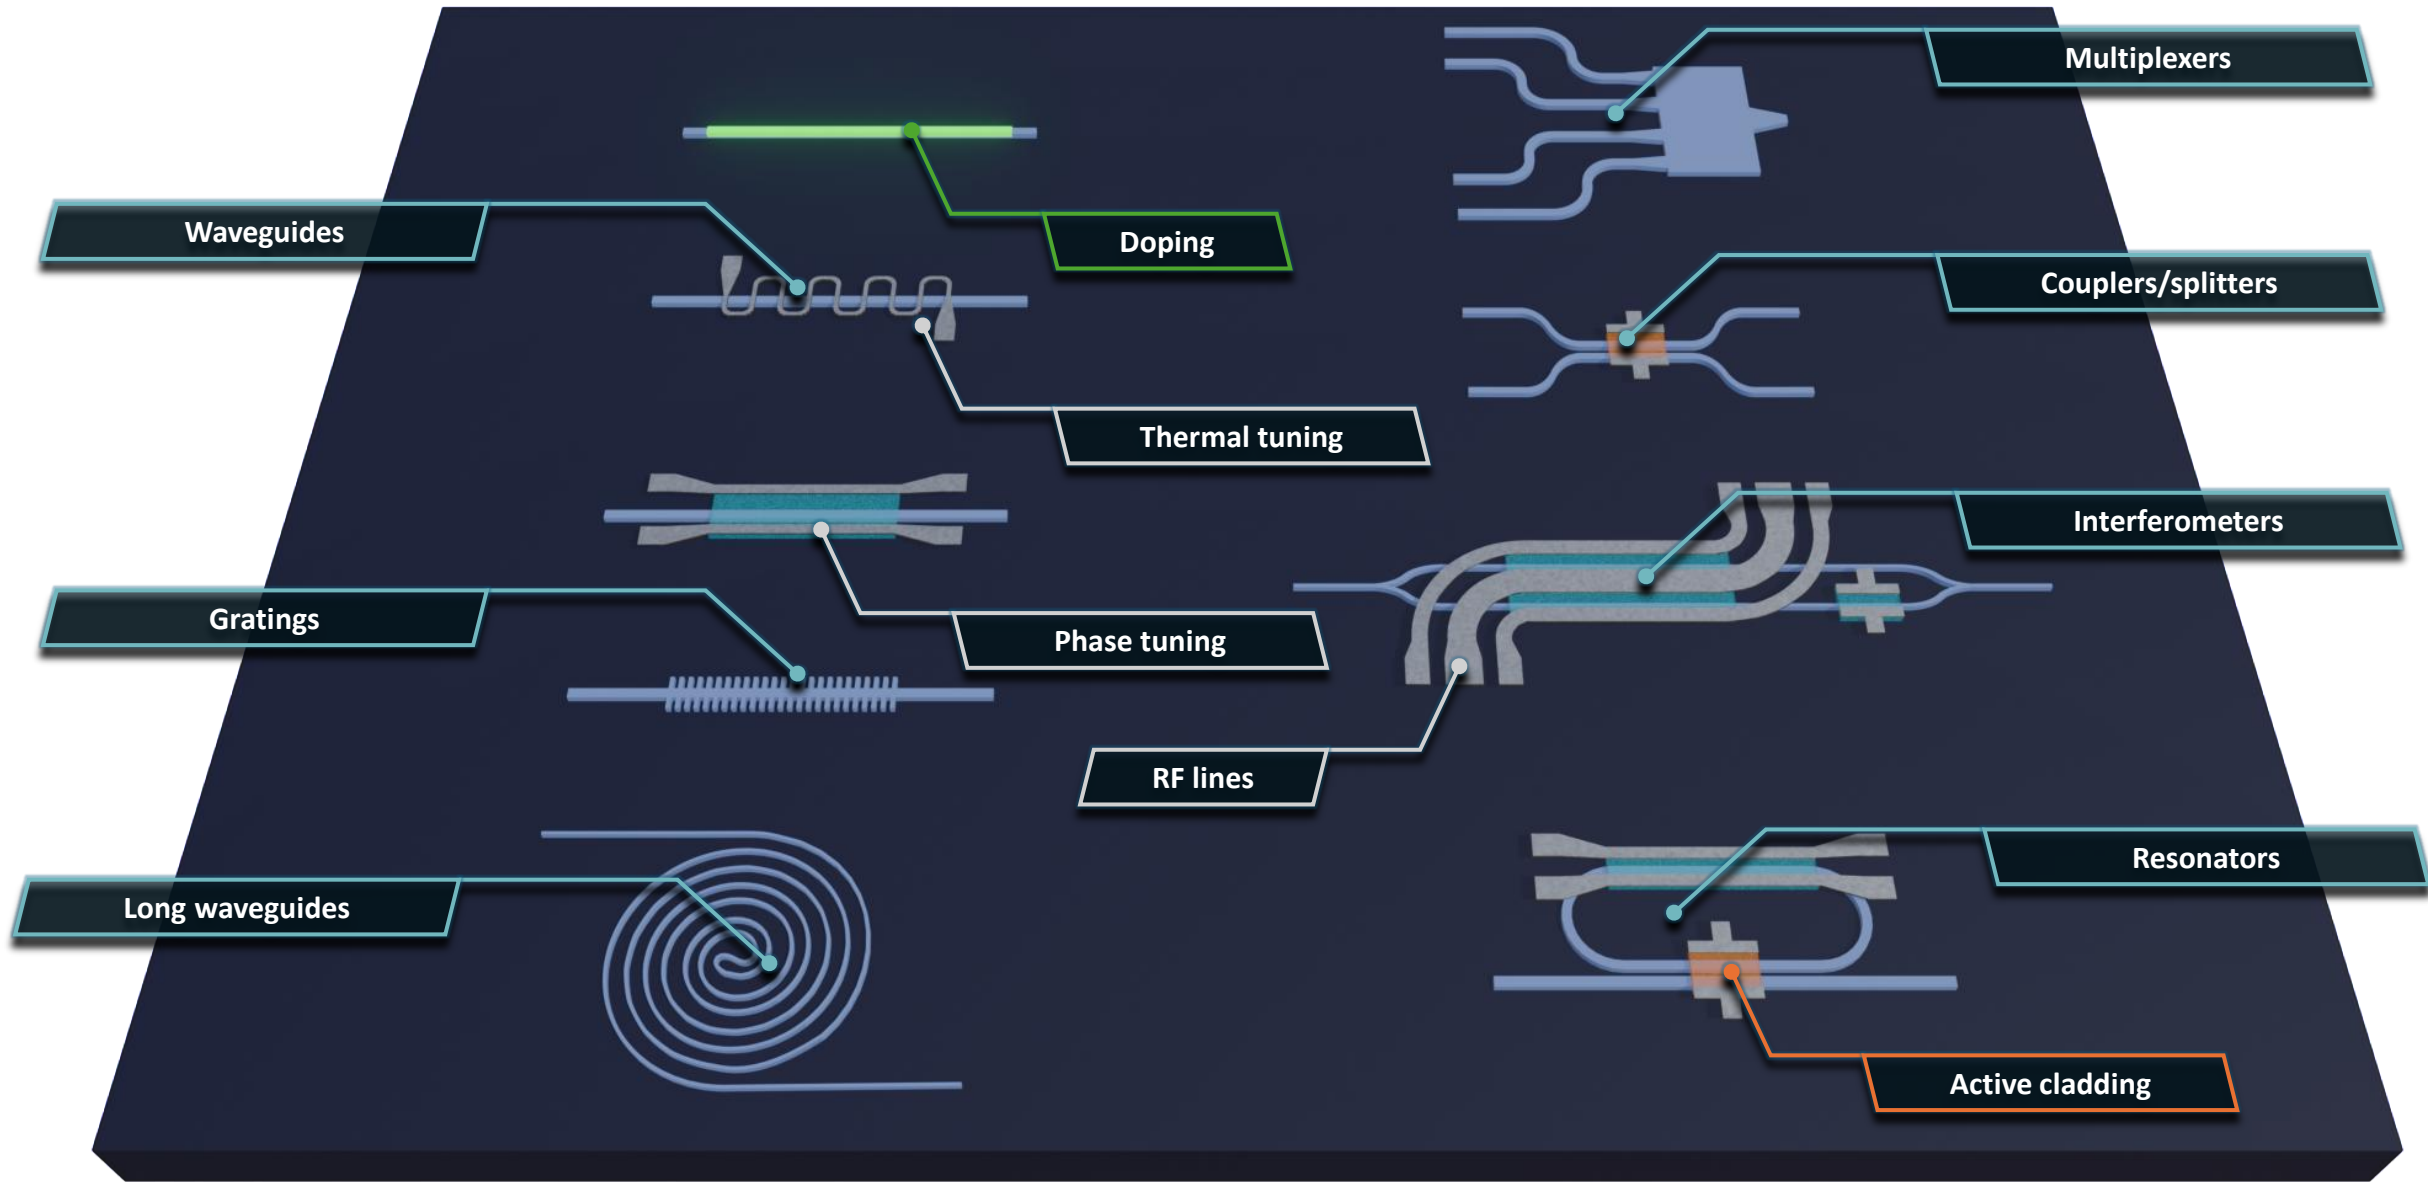 Multiplexers
Waveguides
Doping
Couplers/splitters
Thermal tuning
Interferometers
Gratings
Phase tuning
RF lines
Resonators
Long waveguides
Active cladding